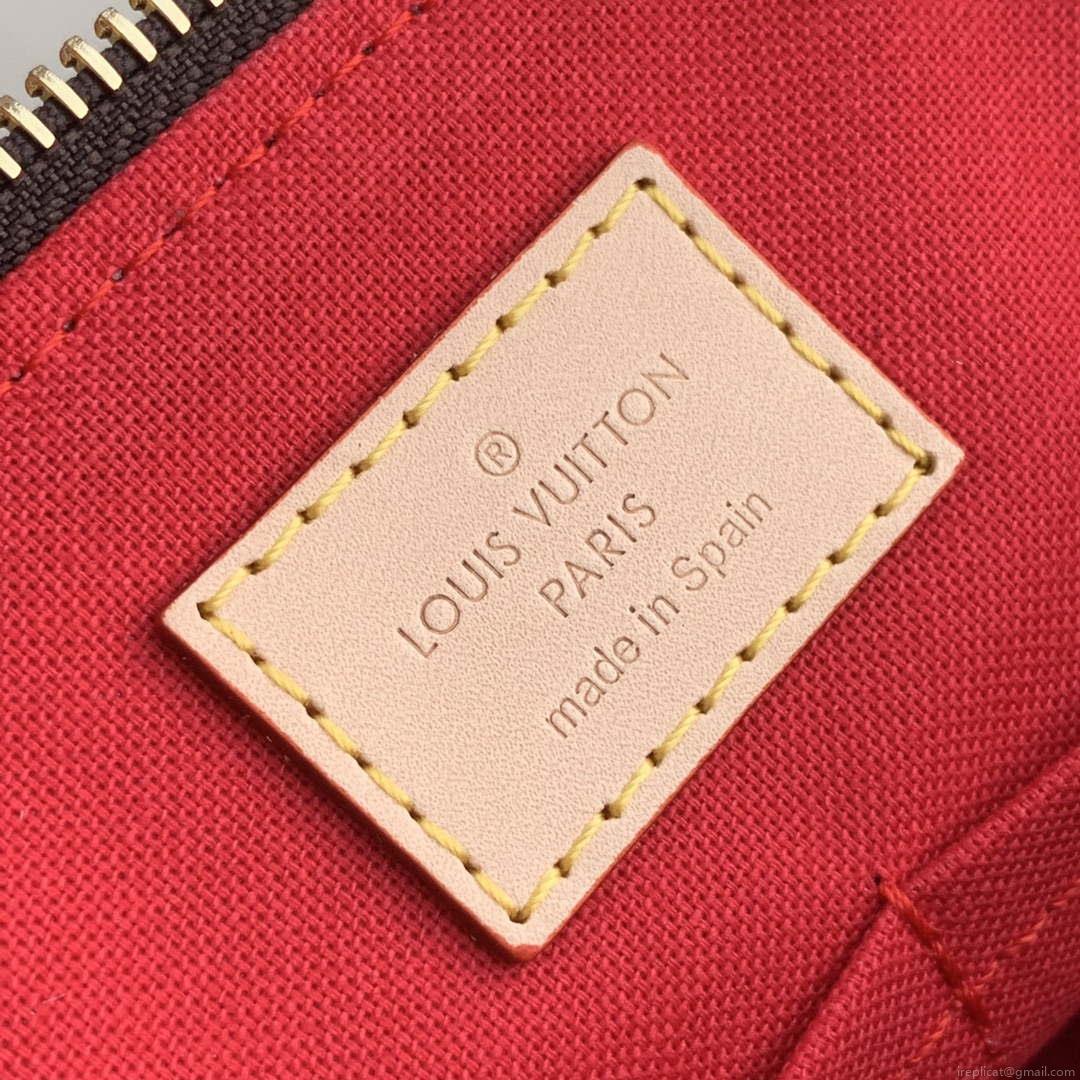 ®
LOUIS VUITTON
PARIS
made in Spain
ireplicat@gmail.com